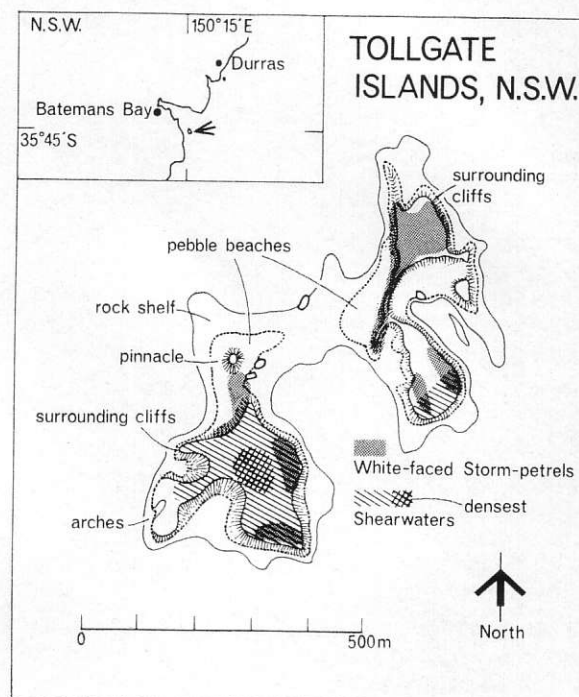 N.S.W.
150°15´E
Durras
Batemans Bay
35°45´S
TOLLGATE
ISLANDS, N.S.W.
surrounding
cliffs
pebble beaches
rock shelf
pinnacle
surrounding cliffs
arches
White-faced Storm-petrels
densest
Shearwaters
0
500m
North